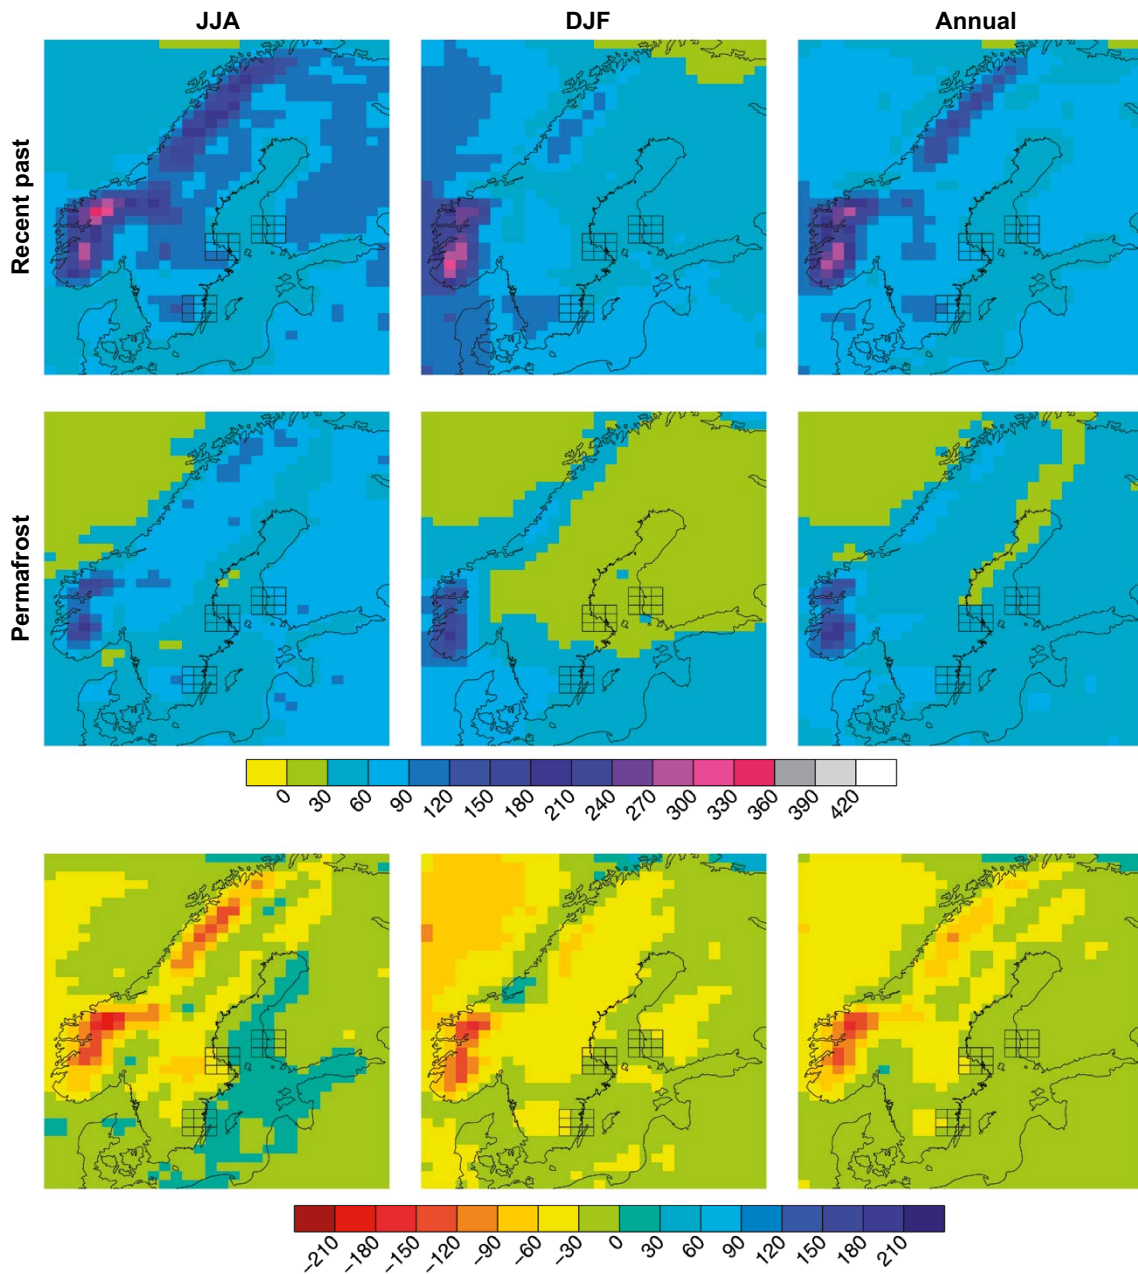 JJA DJF Annual
Recent past
Permafrost
0 30 60 90 120 150 180 210 240 270 300 330 360 390 420
−210 −180 −150 −120 −90 −60 −30 0 30 60 90 120 150 180 210